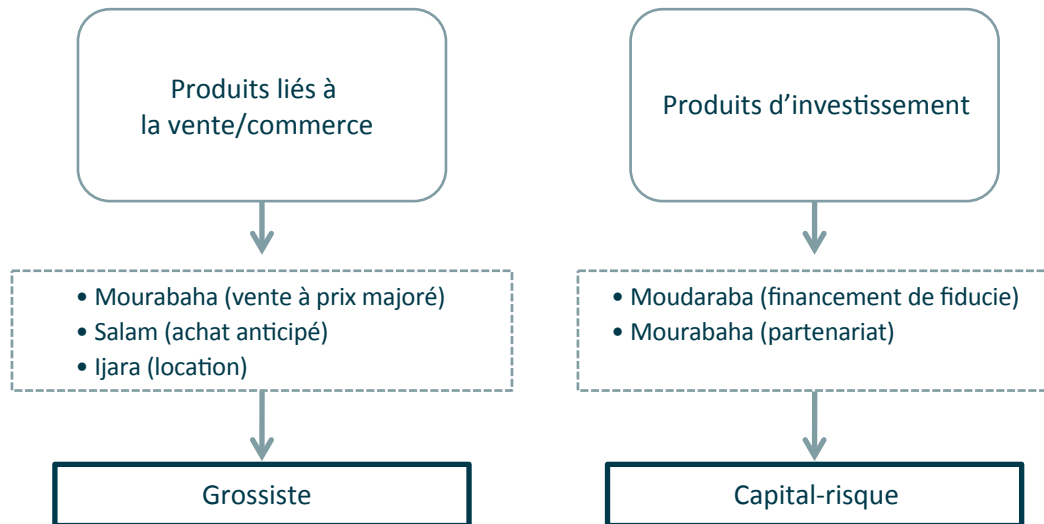 Produits liés à
la vente/commerce
• Mourabaha (vente à prix majoré)
• Salam (achat anticipé)
• Ijara (location)
Grossiste
Produits d’investissement
• Moudaraba (financement de fiducie)
• Mourabaha (partenariat)
Capital-risque